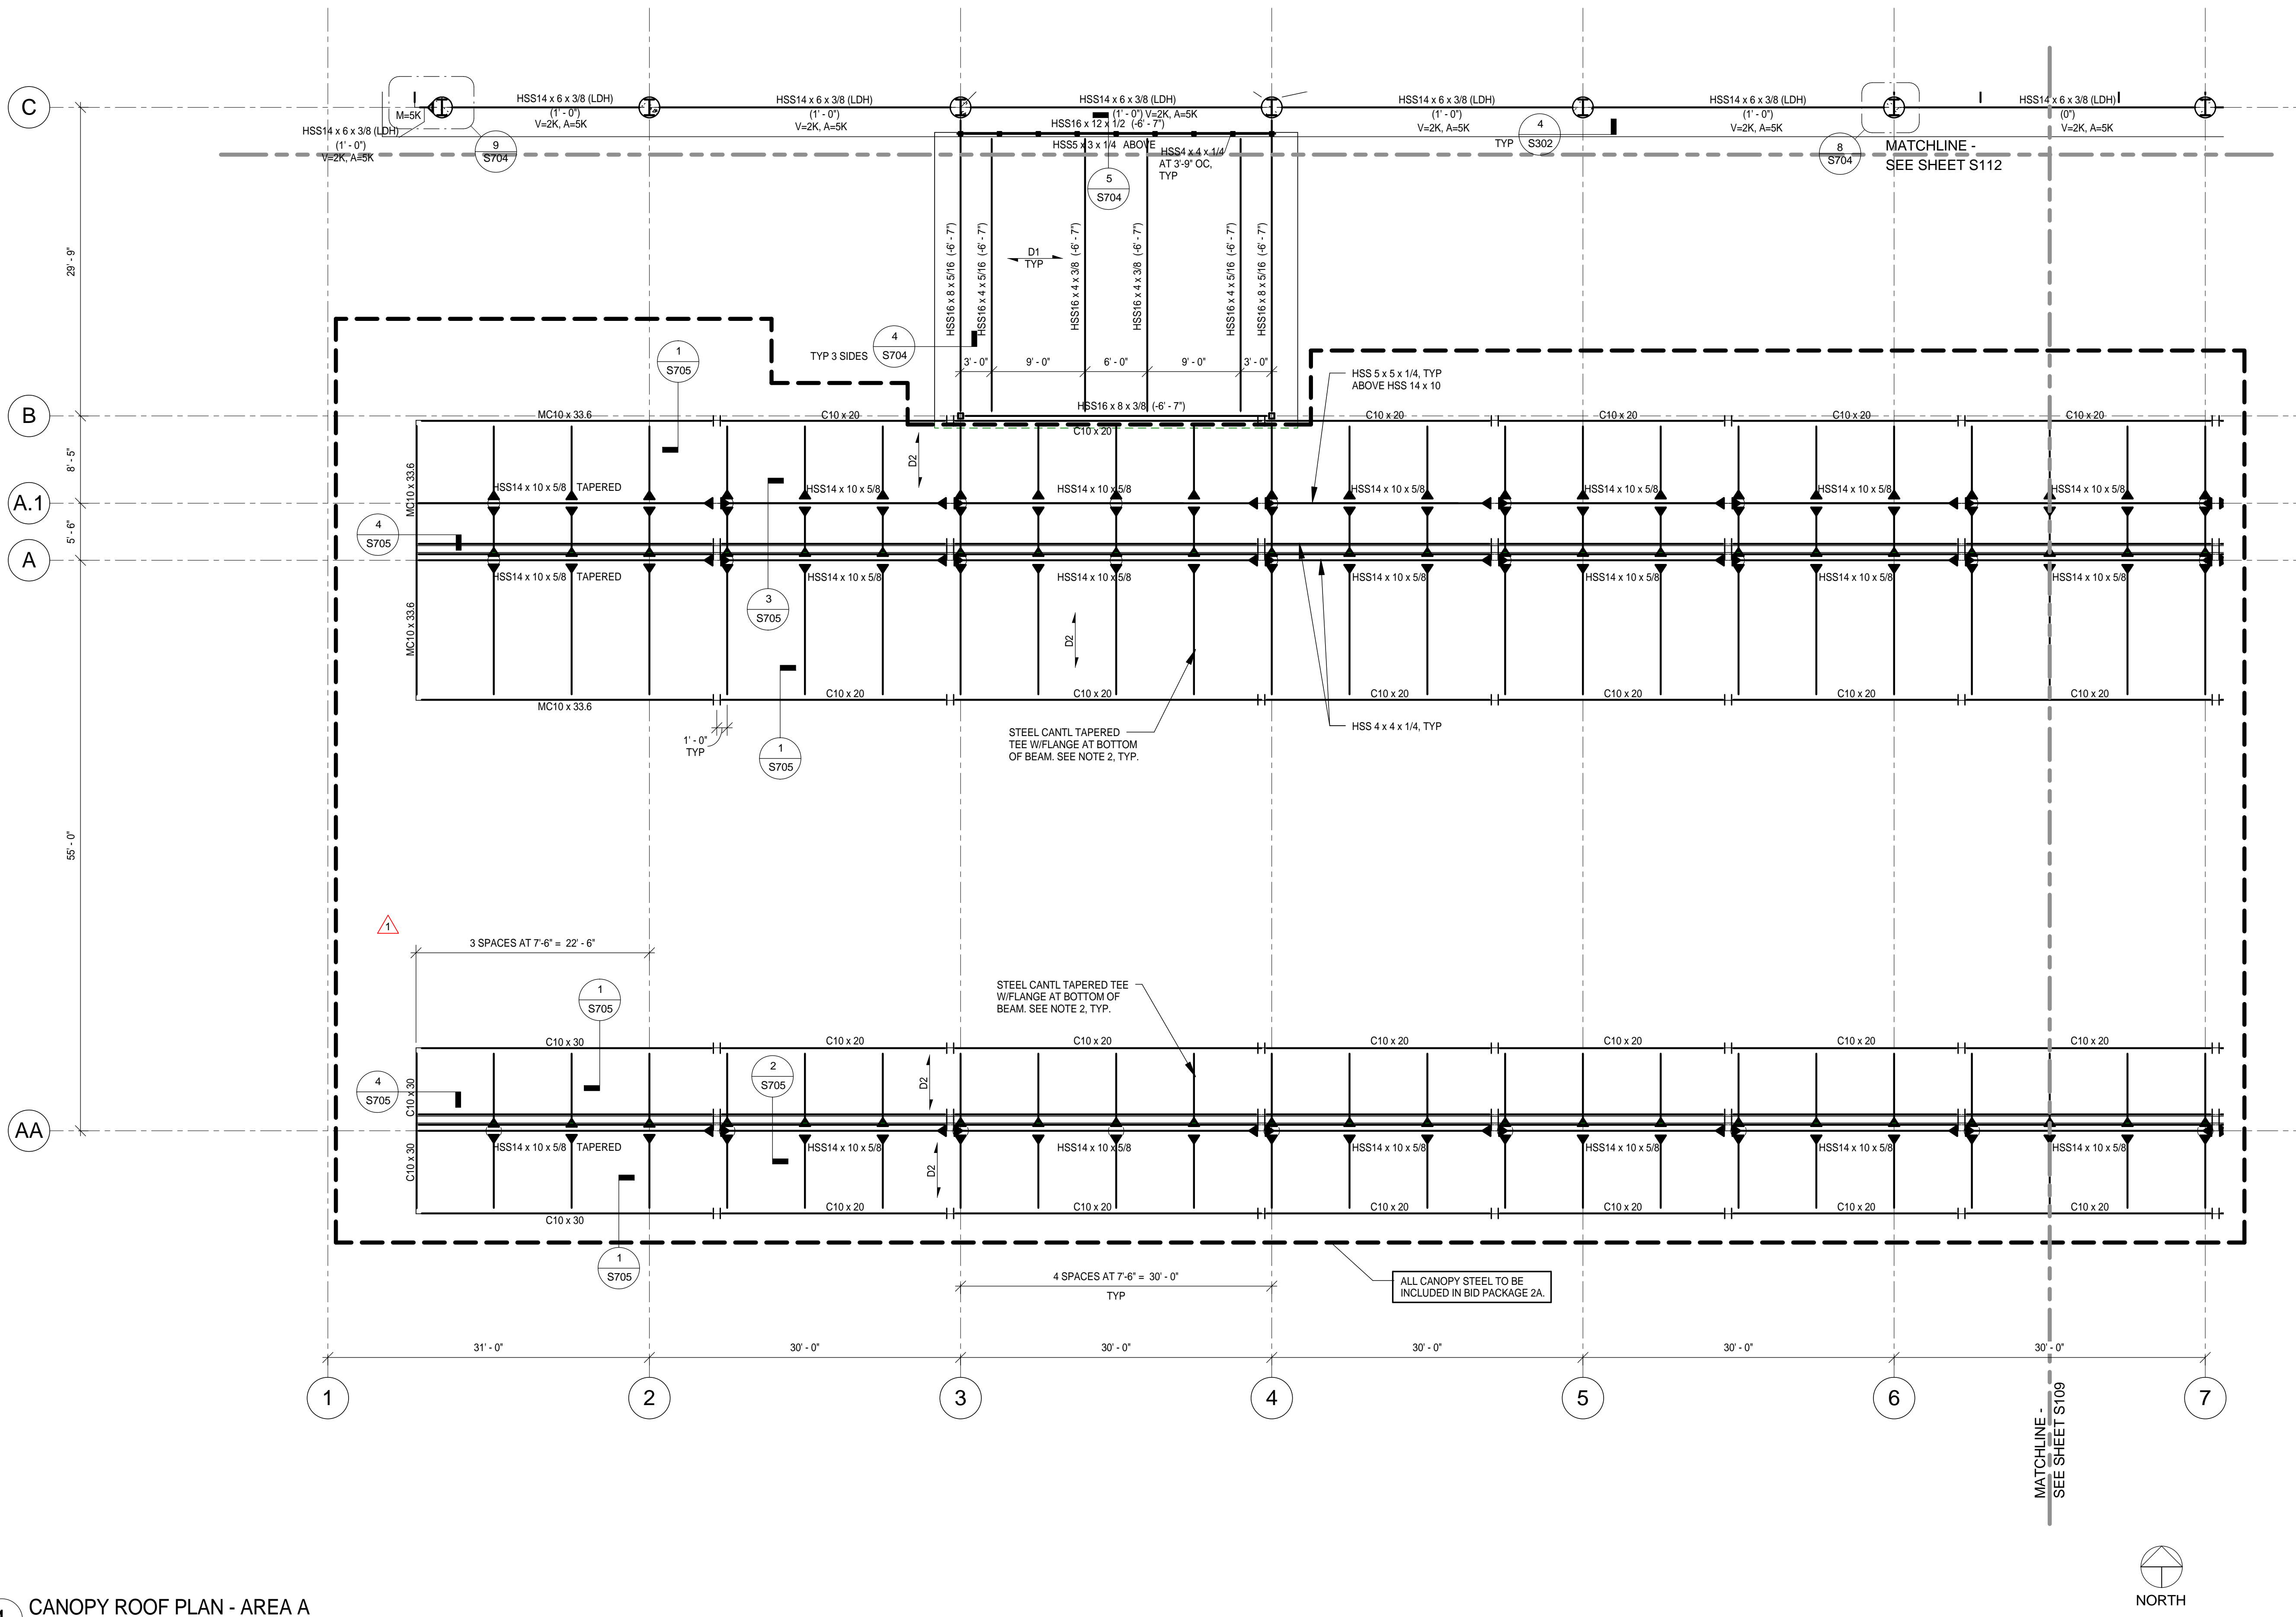 C
HSS14 x 6 x 3/8 (LDH)
(1' - 0")
V=2K, A=5K
M=5K
HSS14 x 6 x 3/8 (LDH)
(1' - 0")
V=2K, A=5K
HSS14 x 6 x 3/8 (LDH)
(1' - 0")
V=2K, A=5K
HSS14 x 6 x 3/8 (LDH)
(1' - 0") V=2K, A=5K
HSS16 x 12 x 1/2 (-6' - 7")
HSS5 x 3 x 1/4 ABOVE
HSS4 x 4 x 1/4
AT 3'-9" OC,
TYP
HSS14 x 6 x 3/8 (LDH)
(1' - 0")
V=2K, A=5K
HSS14 x 6 x 3/8 (LDH)
(1' - 0")
V=2K, A=5K
HSS14 x 6 x 3/8 (LDH)
(0")
V=2K, A=5K
9
S704
5
S704
TYP
4
S302
8
S704
MATCHLINE -
SEE SHEET S112
29' - 9"
D1
TYP
HSS16 x 8 x 5/16 (-6' - 7")
HSS16 x 4 x 5/16 (-6' - 7")
HSS16 x 4 x 3/8 (-6' - 7")
HSS16 x 4 x 3/8 (-6' - 7")
HSS16 x 4 x 5/16 (-6' - 7")
HSS16 x 8 x 5/16 (-6' - 7")
1
S705
TYP 3 SIDES
4
S704
3' - 0"
9' - 0"
6' - 0"
9' - 0"
3' - 0"
HSS 5 x 5 x 1/4, TYP
ABOVE HSS 14 x 10
B
MC10 x 33.6
C10 x 20
HSS16 x 8 x 3/8 (-6' - 7")
C10 x 20
C10 x 20
C10 x 20
C10 x 20
C10 x 20
8' - 5"
MC10 x 33.6
D2
HSS14 x 10 x 5/8 TAPERED
HSS14 x 10 x 5/8
HSS14 x 10 x 5/8
HSS14 x 10 x 5/8
HSS14 x 10 x 5/8
HSS14 x 10 x 5/8
HSS14 x 10 x 5/8
A.1
5' - 6"
4
S705
A
HSS14 x 10 x 5/8 TAPERED
HSS14 x 10 x 5/8
HSS14 x 10 x 5/8
HSS14 x 10 x 5/8
HSS14 x 10 x 5/8
HSS14 x 10 x 5/8
HSS14 x 10 x 5/8
3
S705
MC10 x 33.6
D2
MC10 x 33.6
C10 x 20
C10 x 20
C10 x 20
C10 x 20
C10 x 20
C10 x 20
1' - 0"
TYP
1
S705
STEEL CANTL TAPERED
TEE W/FLANGE AT BOTTOM
OF BEAM. SEE NOTE 2, TYP.
HSS 4 x 4 x 1/4, TYP
55' - 0"
1
3 SPACES AT 7'-6" = 22' - 6"
1
S705
STEEL CANTL TAPERED TEE
W/FLANGE AT BOTTOM OF
BEAM. SEE NOTE 2, TYP.
C10 x 30
C10 x 20
C10 x 20
C10 x 20
C10 x 20
C10 x 20
C10 x 20
4
S705
C10 x 30
2
S705
D2
AA
HSS14 x 10 x 5/8 TAPERED
HSS14 x 10 x 5/8
HSS14 x 10 x 5/8
HSS14 x 10 x 5/8
HSS14 x 10 x 5/8
HSS14 x 10 x 5/8
HSS14 x 10 x 5/8
C10 x 30
D2
C10 x 30
C10 x 20
C10 x 20
C10 x 20
C10 x 20
C10 x 20
C10 x 20
1
S705
4 SPACES AT 7'-6" = 30' - 0"
TYP
ALL CANOPY STEEL TO BE
INCLUDED IN BID PACKAGE 2A.
31' - 0"
30' - 0"
30' - 0"
30' - 0"
30' - 0"
30' - 0"
1
2
3
4
5
6
7
MATCHLINE -
SEE SHEET S109
NORTH
CANOPY ROOF PLAN - AREA A